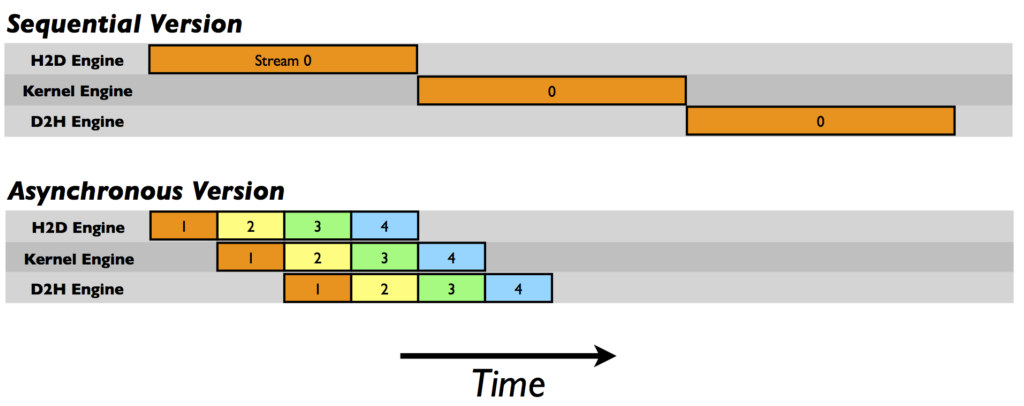 Sequential Version
H2D Engine Stream 0
Kernel Engine 0
D2H Engine 0
Asynchronous Version
H2D Engine 1 2 3 4
Kernel Engine 1 2 3 4
D2H Engine 1 2 3 4
Time